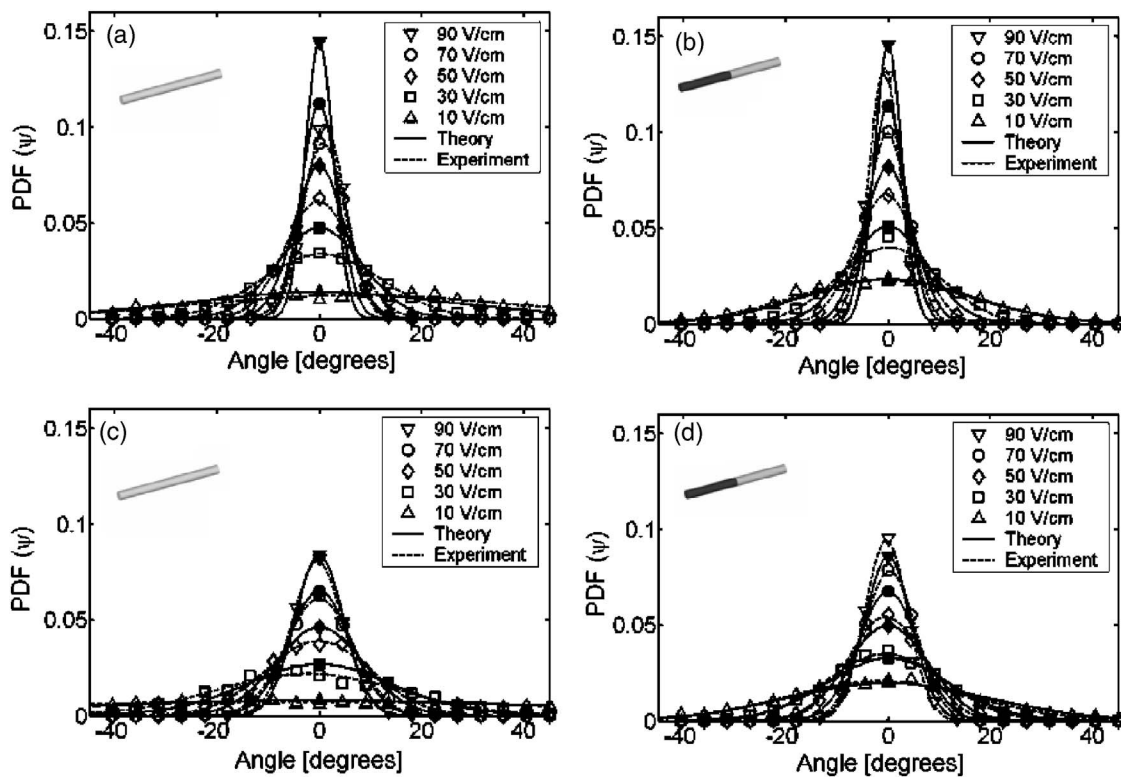 (a)
90 V/cm
70 V/cm
50 V/cm
30 V/cm
10 V/cm
Theory
Experiment
0.15
0.1
0.05
0
PDF (ψ)
-40 -20 0 20 40
Angle [degrees]
(b)
90 V/cm
70 V/cm
50 V/cm
30 V/cm
10 V/cm
Theory
Experiment
0.15
0.1
0.05
0
PDF (ψ)
-40 -20 0 20 40
Angle [degrees]
(c)
90 V/cm
70 V/cm
50 V/cm
30 V/cm
10 V/cm
Theory
Experiment
0.15
0.1
0.05
0
PDF (ψ)
-40 -20 0 20 40
Angle [degrees]
(d)
90 V/cm
70 V/cm
50 V/cm
30 V/cm
10 V/cm
Theory
Experiment
0.15
0.1
0.05
0
PDF (ψ)
-40 -20 0 20 40
Angle [degrees]